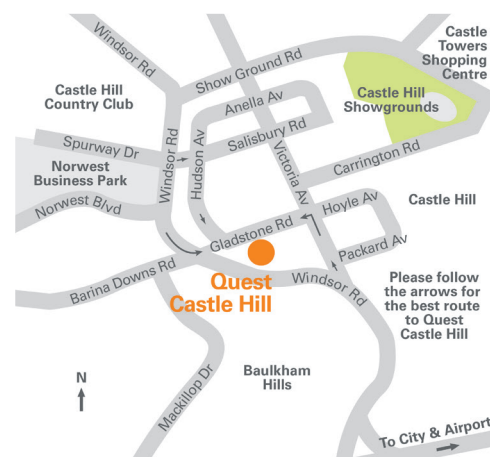 Windsor Rd
Castle
Towers
Shopping
Centre
Show Ground Rd
Castle Hill
Country Club
Anella Av
Castle Hill
Showgrounds
Spurway Dr
Salisbury Rd
Hudson Av
Windsor Rd
Victoria Av
Carrington Rd
Norwest
Business Park
Norwest Blvd
Hoyle Av
Castle Hill
Gladstone Rd
Packard Av
Barina Downs Rd
Quest
Castle Hill
Windsor Rd
Please follow
the arrows for
the best route
to Quest
Castle Hill
Mackillop Dr
Baulkham
Hills
N
To City & Airport